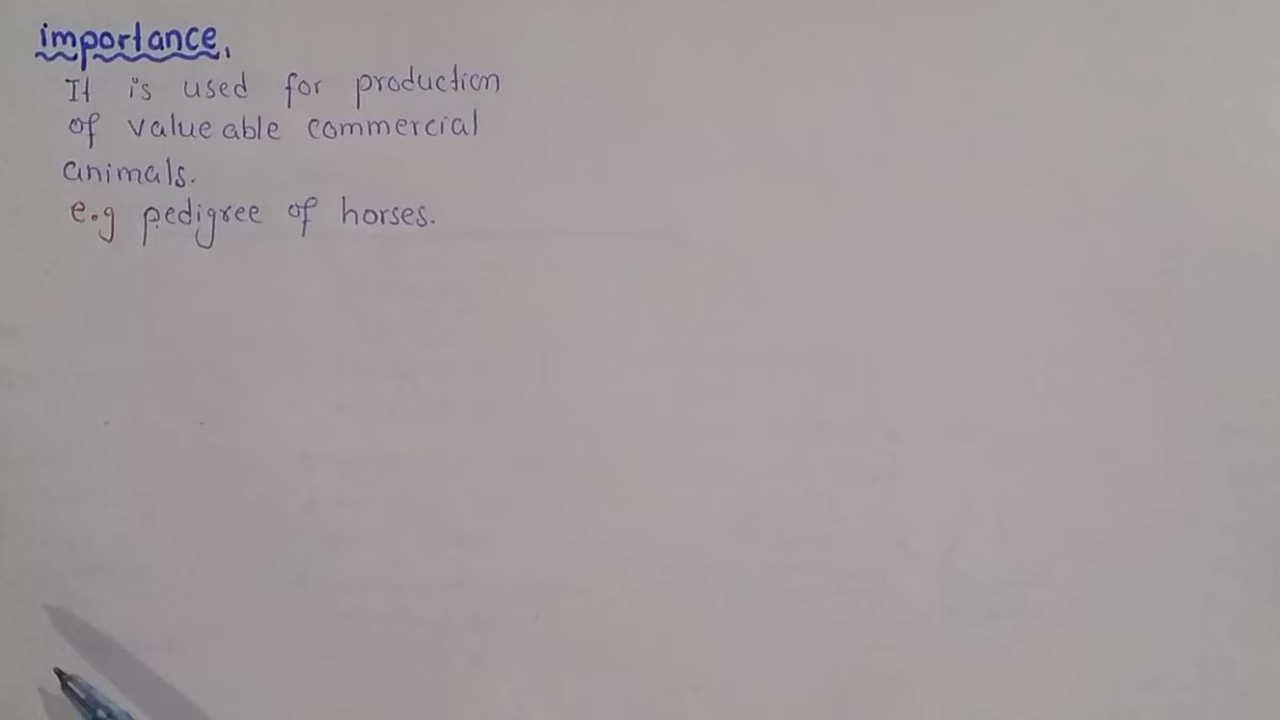 importance,
It is used for production
of valueable commercial
animals.
e.g pedigree of horses.